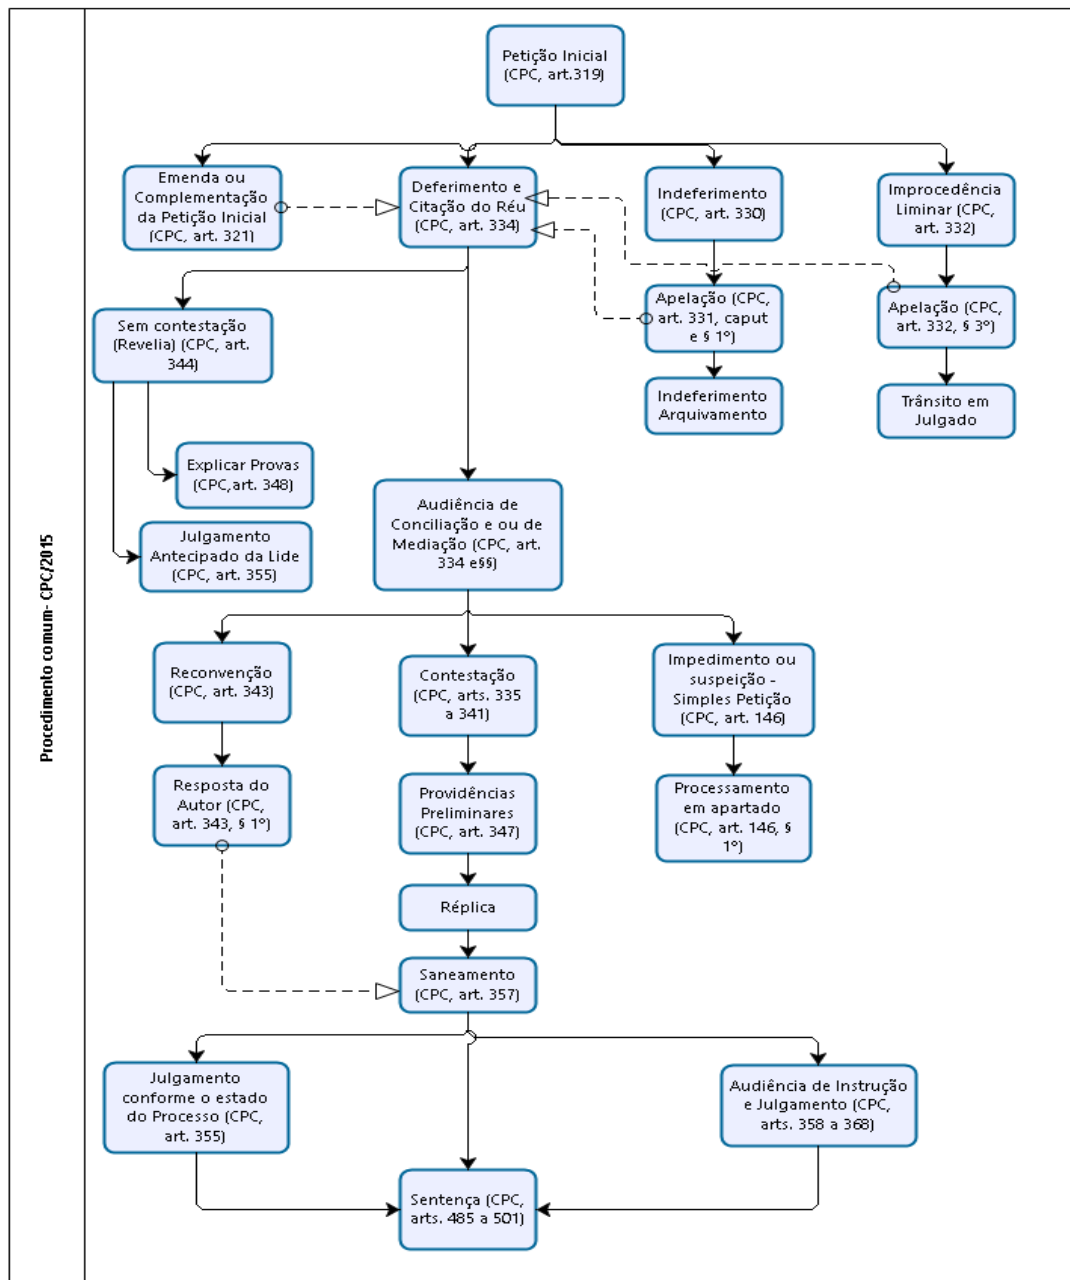 Procedimento comum- CPC/2015
Petição Inicial
(CPC, art.319)
Emenda ou
Complementação
da Petição Inicial
(CPC, art. 321)
Deferimento e
Citação do Réu
(CPC, art. 334)
Indeferimento
(CPC, art. 330)
Improcedência
Liminar (CPC,
art. 332)
Sem contestação
(Revelia) (CPC, art.
344)
Apelação (CPC,
art. 331, caput
e § 1º)
Apelação (CPC,
art. 332, § 3º)
Indeferimento
Arquivamento
Trânsito em
Julgado
Explicar Provas
(CPC,art. 348)
Julgamento
Antecipado da Lide
(CPC, art. 355)
Audiência de
Conciliação e ou de
Mediação (CPC, art.
334 e§§)
Reconvenção
(CPC, art. 343)
Contestação
(CPC, arts. 335
a 341)
Impedimento ou
suspeição -
Simples Petição
(CPC, art. 146)
Resposta do
Autor (CPC,
art. 343, § 1º)
Providências
Preliminares
(CPC, art. 347)
Processamento
em apartado
(CPC, art. 146, §
1º)
Réplica
Saneamento
(CPC, art. 357)
Julgamento
conforme o estado
do Processo (CPC,
art. 355)
Audiência de Instrução
e Julgamento (CPC,
arts. 358 a 368)
Sentença (CPC,
arts. 485 a 501)